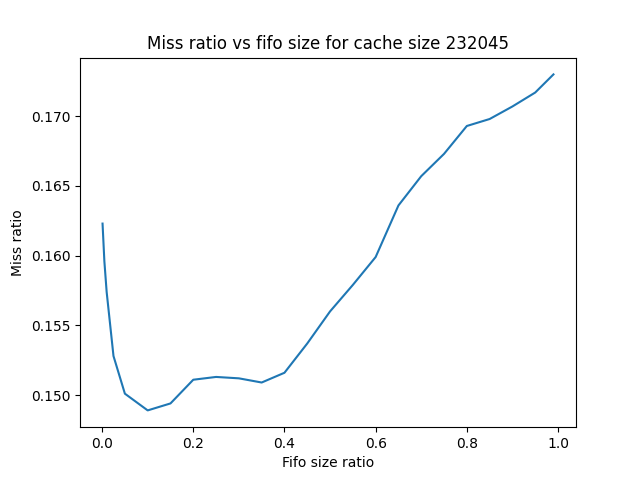 Miss ratio vs fifo size for cache size 232045
Miss ratio
0.170
0.165
0.160
0.155
0.150
0.0 0.2 0.4 0.6 0.8 1.0
Fifo size ratio